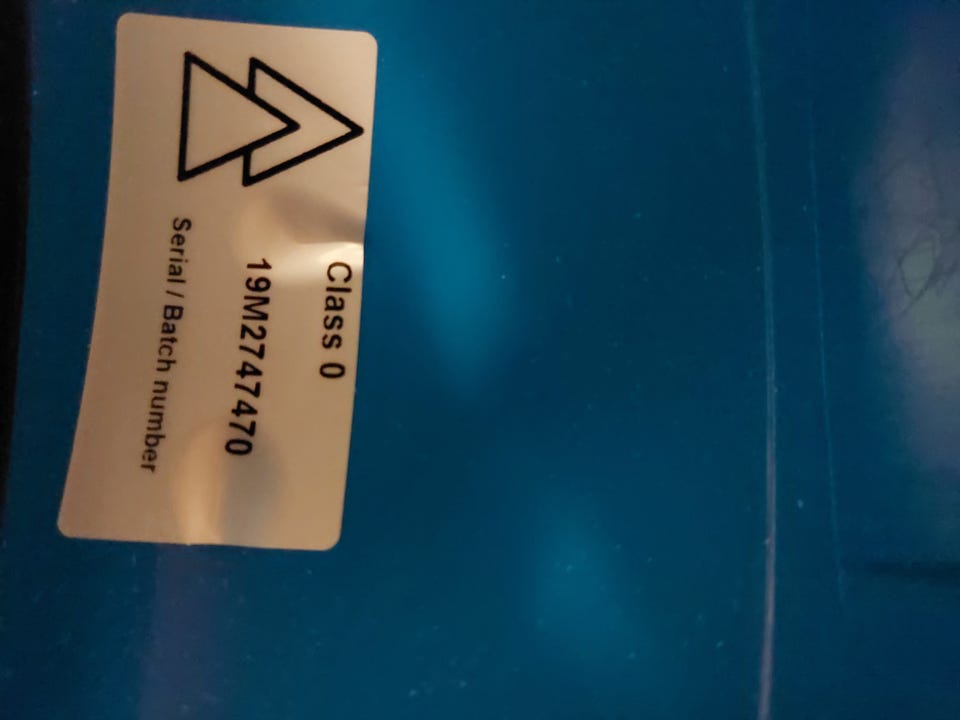 Class 0
19M2747470
Serial / Batch number